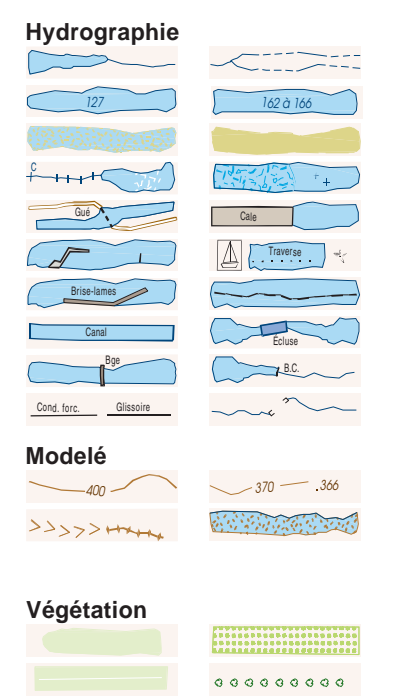 Hydrographie
127
162 à 166
C
Gué
Cale
Traverse
Brise-lames
Canal
Écluse
Bge
B.C.
Cond. forc.
Glissoire
Modelé
400
370
.366
Végétation